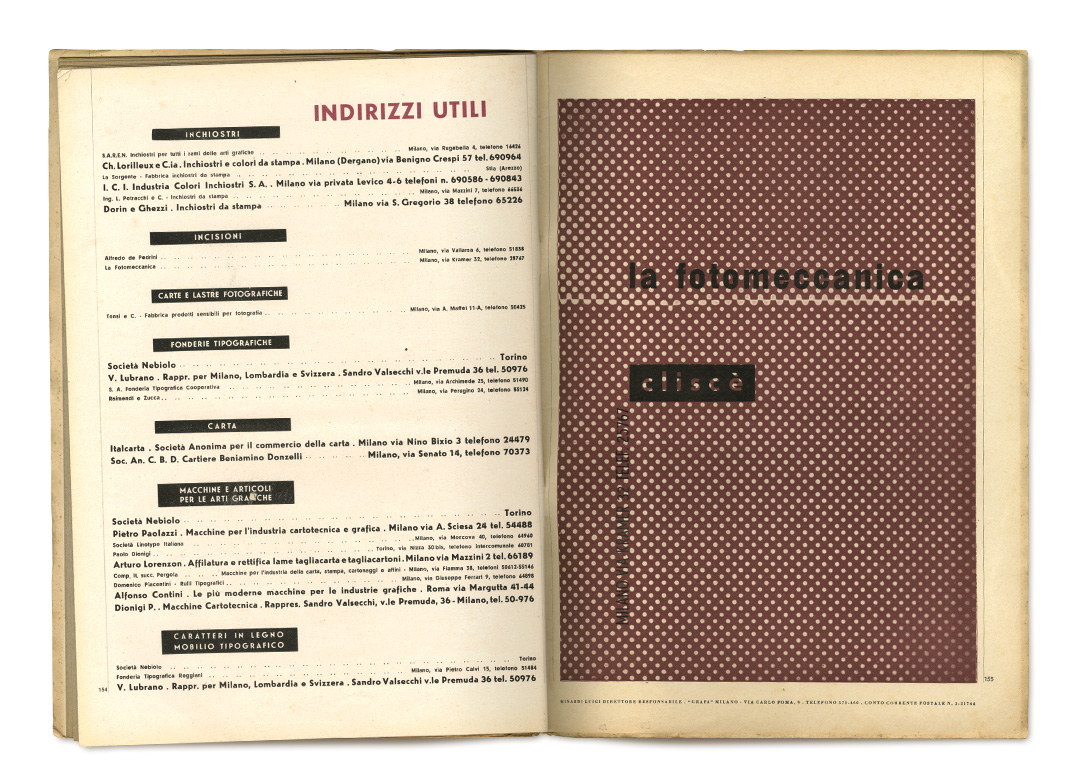 INDIRIZZI UTILI
INCHIOSTRI
S.A.R.E.N. Inchiostri per tutti i rami delle arti grafiche . . . Milano, via Rugabella 4, telefono 16426
Ch. Lorilleux e C.ia . Inchiostri e colori da stampa . Milano (Dergano) via Benigno Crespi 57 tel. 690964
La Sorgente - Fabbrica inchiostri da stampa . . . Stia (Arezzo)
I. C. I. Industria Colori Inchiostri S. A. . Milano via privata Levico 4-6 telefoni n. 690586 - 690843
Ing. L. Petracchi e C. - Inchiostri da stampa . . . Milano, via Mazzini 7, telefono
Dorin e Ghezzi . Inchiostri da stampa . . . Milano via S. Gregorio 38 telefono 65226
INCISIONI
Alfredo de Pedrini . . . Milano, via Vallarsa 6, telefono
La Fotomeccanica . . . Milano, via Kramer 32, telefono 25767
CARTE E LASTRE FOTOGRAFICHE
Tensi e C. - Fabbrica prodotti sensibili per fotografia . . . Milano, via A. Maffei 11-A, telefono 50425
FONDERIE TIPOGRAFICHE
Società Nebiolo . . . Torino
V. Lubrano . Rappr. per Milano, Lombardia e Svizzera . Sandro Valsecchi v.le Premuda 36 tel. 50976
S. A. Fonderia Tipografica Cooperativa . . . Milano, via Archimede 25, telefono 51490
Raimondi e Zucca . . . Milano, via Perugino 24, telefono
CARTA
Italcarta . Società Anonima per il commercio della carta . Milano via Nino Bixio 3 telefono 24479
Soc. An. C. B. D. Cartiere Beniamino Donzelli . . . Milano, via Senato 14, telefono 70373
MACCHINE E ARTICOLI
PER LE ARTI GRAFICHE
Società Nebiolo . . . Torino
Pietro Paolazzi . Macchine per l'industria cartotecnica e grafica . Milano via A. Sciesa 24 tel. 54488
Società Linotype Italiana . . . Milano, via Moscova 40, telefono 64960
Paolo Dionigi . . . Torino, via Nizza 30 bis, telefono intercomunale 60701
Arturo Lorenzon . Affilatura e rettifica lame tagliacarta e tagliacartoni . Milano via Mazzini 2 tel. 66189
Comp. It. succ. Pergola . . . Macchine per l'industria della carta, stampa, cartonaggi e affini - Milano, via Fiamma 38, telefoni 50612-55146
Domenico Piacentini - Rulli Tipografici . . . Milano, via Giuseppe Ferrari 9, telefono 64898
Alfonso Contini . Le più moderne macchine per le industrie grafiche . Roma via Margutta 41-44
Dionigi P. . Macchine Cartotecnica . Rappres. Sandro Valsecchi, v.le Premuda, 36 - Milano, tel. 50-976
CARATTERI IN LEGNO
MOBILIO TIPOGRAFICO
Società Nebiolo . . . Torino
Fonderia Tipografica Reggiani . . . Milano, via Pietro Calvi 15, telefono 51484
V. Lubrano . Rappr. per Milano, Lombardia e Svizzera . Sandro Valsecchi v.le Premuda 36 tel. 50976
154
la fotomeccanica
cliscè
MILANO VIA KRAMER 32 TELEF. 25767
155
MINARDI LUIGI DIRETTORE RESPONSABILE . "GRAFA" MILANO - VIA CARLO POMA, 9 - TELEFONO 573-868 - CONTO CORRENTE POSTALE N. 3-21744